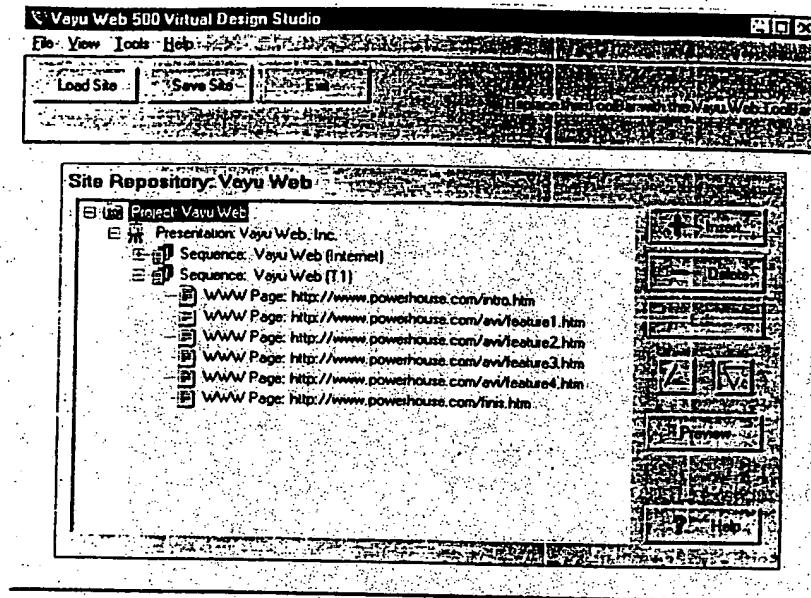 Vayu Web 500 Virtual Design Studio
File View Tools Help
Load Site Save Site Exit
Replace the ToolBar with the Vayu Web ToolB
Site Repository: Vayu Web
Project: Vayu Web
Presentation: Vayu Web, Inc.
Sequence: Vayu Web (Internet)
Sequence: Vayu Web (T1)
WWW Page: http://www.powerhouse.com/intro.htm
WWW Page: http://www.powerhouse.com/avi/feature1.htm
WWW Page: http://www.powerhouse.com/avi/feature2.htm
WWW Page: http://www.powerhouse.com/avi/feature3.htm
WWW Page: http://www.powerhouse.com/avi/feature4.htm
WWW Page: http://www.powerhouse.com/finis.htm
Insert
Delete
Preview
? Help